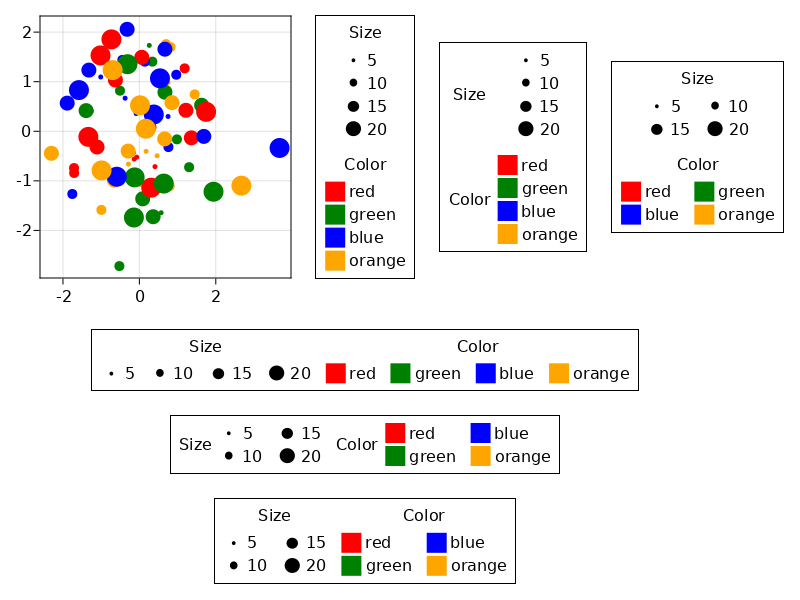 2
1
0
-1
-2
-2 0 2
Size
5
10
15
20
Color
red
green
blue
orange
Size
5
10
15
20
Color
red
green
blue
orange
Size
5 10
15 20
Color
red green
blue orange
Size Color
5 10 15 20 red green blue orange
Size 5 15 Color red blue
10 20 green orange
Size Color
5 15 red blue
10 20 green orange